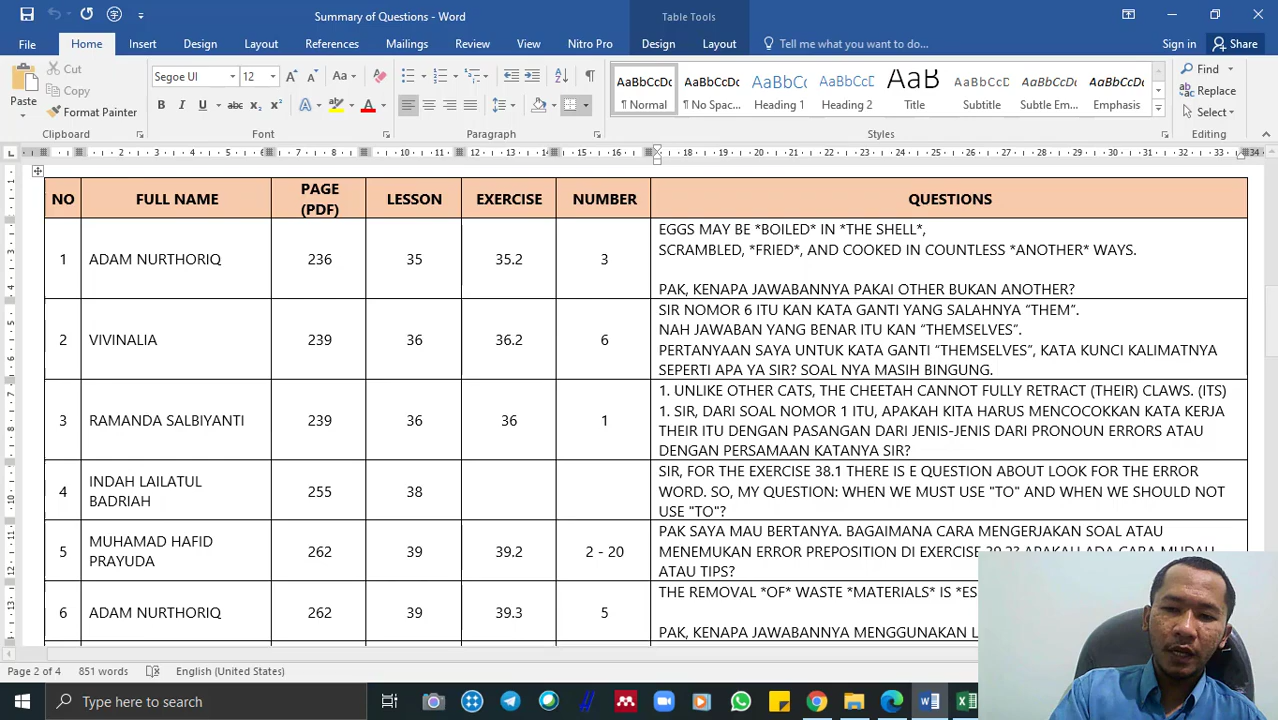 Summary of Questions - Word
Table Tools
File
Home
Insert
Design
Layout
References
Mailings
Review
View
Nitro Pro
Design
Layout
Tell me what you want to do...
Sign in
Share
Paste
Cut
Copy
Format Painter
Clipboard
Segoe UI
12
Font
Paragraph
AaBbCcDc
¶ Normal
AaBbCcDc
¶ No Spac...
AaBbCc
Heading 1
AaBbCcD
Heading 2
AaB
Title
AaBbCcD
Subtitle
AaBbCcDc
Subtle Em...
AaBbCcDc
Emphasis
Styles
Find
Replace
Select
Editing
NO FULL NAME PAGE (PDF) LESSON EXERCISE NUMBER QUESTIONS
1 ADAM NURTHORIQ 236 35 35.2 3
EGGS MAY BE *BOILED* IN *THE SHELL*,
SCRAMBLED, *FRIED*, AND COOKED IN COUNTLESS *ANOTHER* WAYS.
PAK, KENAPA JAWABANNYA PAKAI OTHER BUKAN ANOTHER?
2 VIVINALIA 239 36 36.2 6
SIR NOMOR 6 ITU KAN KATA GANTI YANG SALAHNYA “THEM”.
NAH JAWABAN YANG BENAR ITU KAN “THEMSELVES”.
PERTANYAAN SAYA UNTUK KATA GANTI “THEMSELVES”, KATA KUNCI KALIMATNYA
SEPERTI APA YA SIR? SOAL NYA MASIH BINGUNG.
3 RAMANDA SALBIYANTI 239 36 36 1
1. UNLIKE OTHER CATS, THE CHEETAH CANNOT FULLY RETRACT (THEIR) CLAWS. (ITS)
1. SIR, DARI SOAL NOMOR 1 ITU, APAKAH KITA HARUS MENCOCOKKAN KATA KERJA
THEIR ITU DENGAN PASANGAN DARI JENIS-JENIS DARI PRONOUN ERRORS ATAU
DENGAN PERSAMAAN KATANYA SIR?
4 INDAH LAILATUL BADRIAH 255 38
SIR, FOR THE EXERCISE 38.1 THERE IS E QUESTION ABOUT LOOK FOR THE ERROR
WORD. SO, MY QUESTION: WHEN WE MUST USE "TO" AND WHEN WE SHOULD NOT
USE "TO"?
5 MUHAMAD HAFID PRAYUDA 262 39 39.2 2 - 20
PAK SAYA MAU BERTANYA. BAGAIMANA CARA MENGERJAKAN SOAL ATAU
MENEMUKAN ERROR PREPOSITION DI EXERCISE 39.2? APAKAH ADA CARA MUDAH
ATAU TIPS?
6 ADAM NURTHORIQ 262 39 39.3 5
THE REMOVAL *OF* WASTE *MATERIALS* IS
PAK, KENAPA JAWABANNYA MENGGUNAKAN
Page 2 of 4
851 words
English (United States)
Type here to search